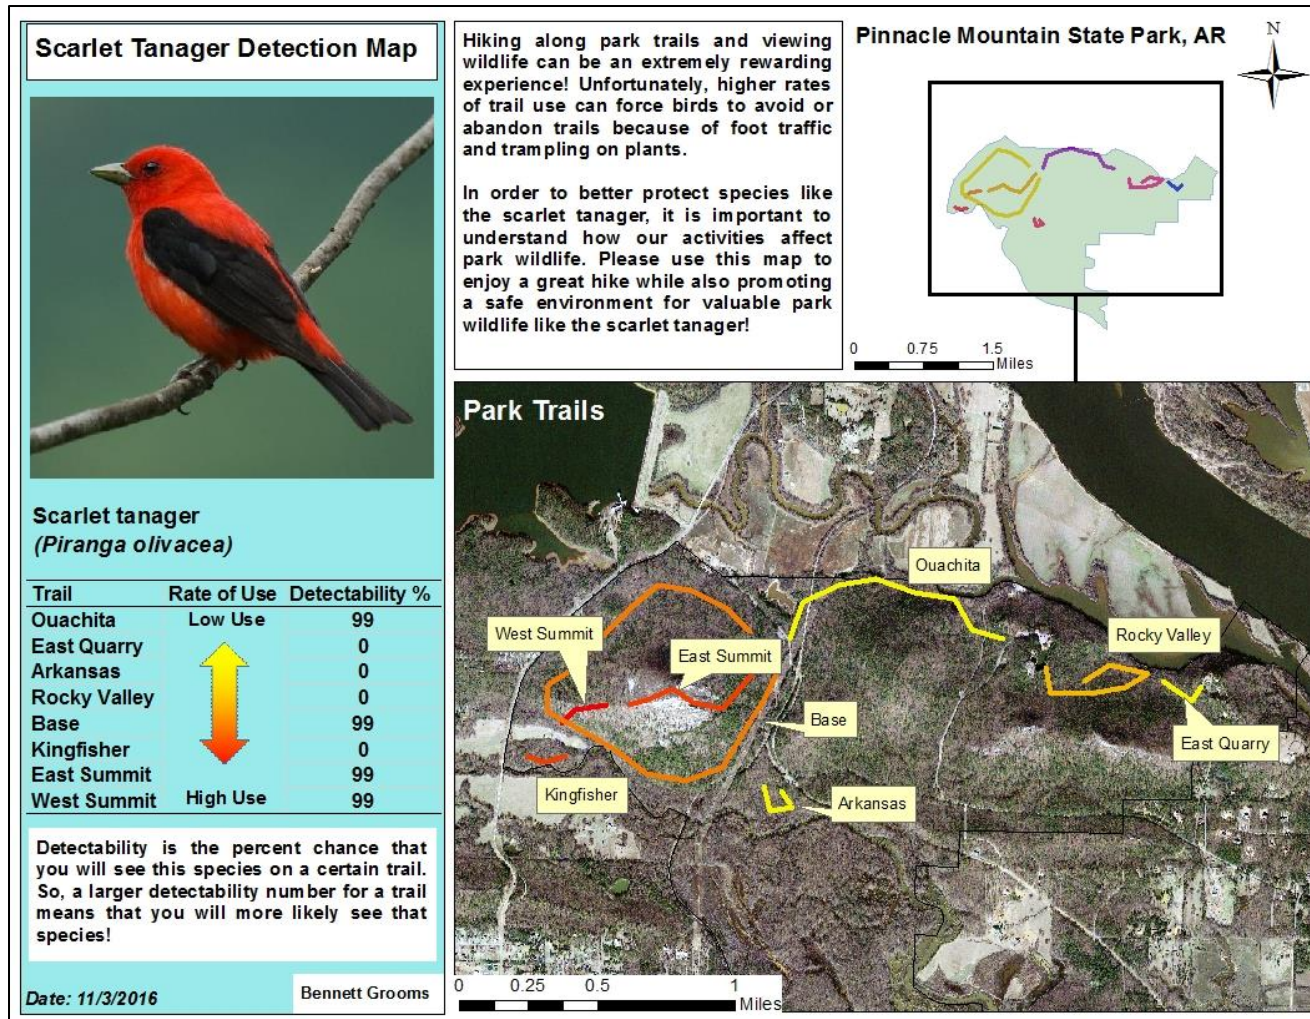 Scarlet Tanager Detection Map
Scarlet tanager
(Piranga olivacea)
Trail Rate of Use Detectability %
Ouachita Low Use 99
East Quarry 0
Arkansas 0
Rocky Valley 0
Base 99
Kingfisher 0
East Summit 99
West Summit High Use 99
Detectability is the percent chance that
you will see this species on a certain trail.
So, a larger detectability number for a trail
means that you will more likely see that
species!
Date: 11/3/2016
Bennett Grooms
Hiking along park trails and viewing
wildlife can be an extremely rewarding
experience! Unfortunately, higher rates
of trail use can force birds to avoid or
abandon trails because of foot traffic
and trampling on plants.
In order to better protect species like
the scarlet tanager, it is important to
understand how our activities affect
park wildlife. Please use this map to
enjoy a great hike while also promoting
a safe environment for valuable park
wildlife like the scarlet tanager!
Pinnacle Mountain State Park, AR
N
0 0.75 1.5
Miles
Park Trails
Ouachita
West Summit
Rocky Valley
East Summit
Base
East Quarry
Kingfisher
Arkansas
0 0.25 0.5 1
Miles